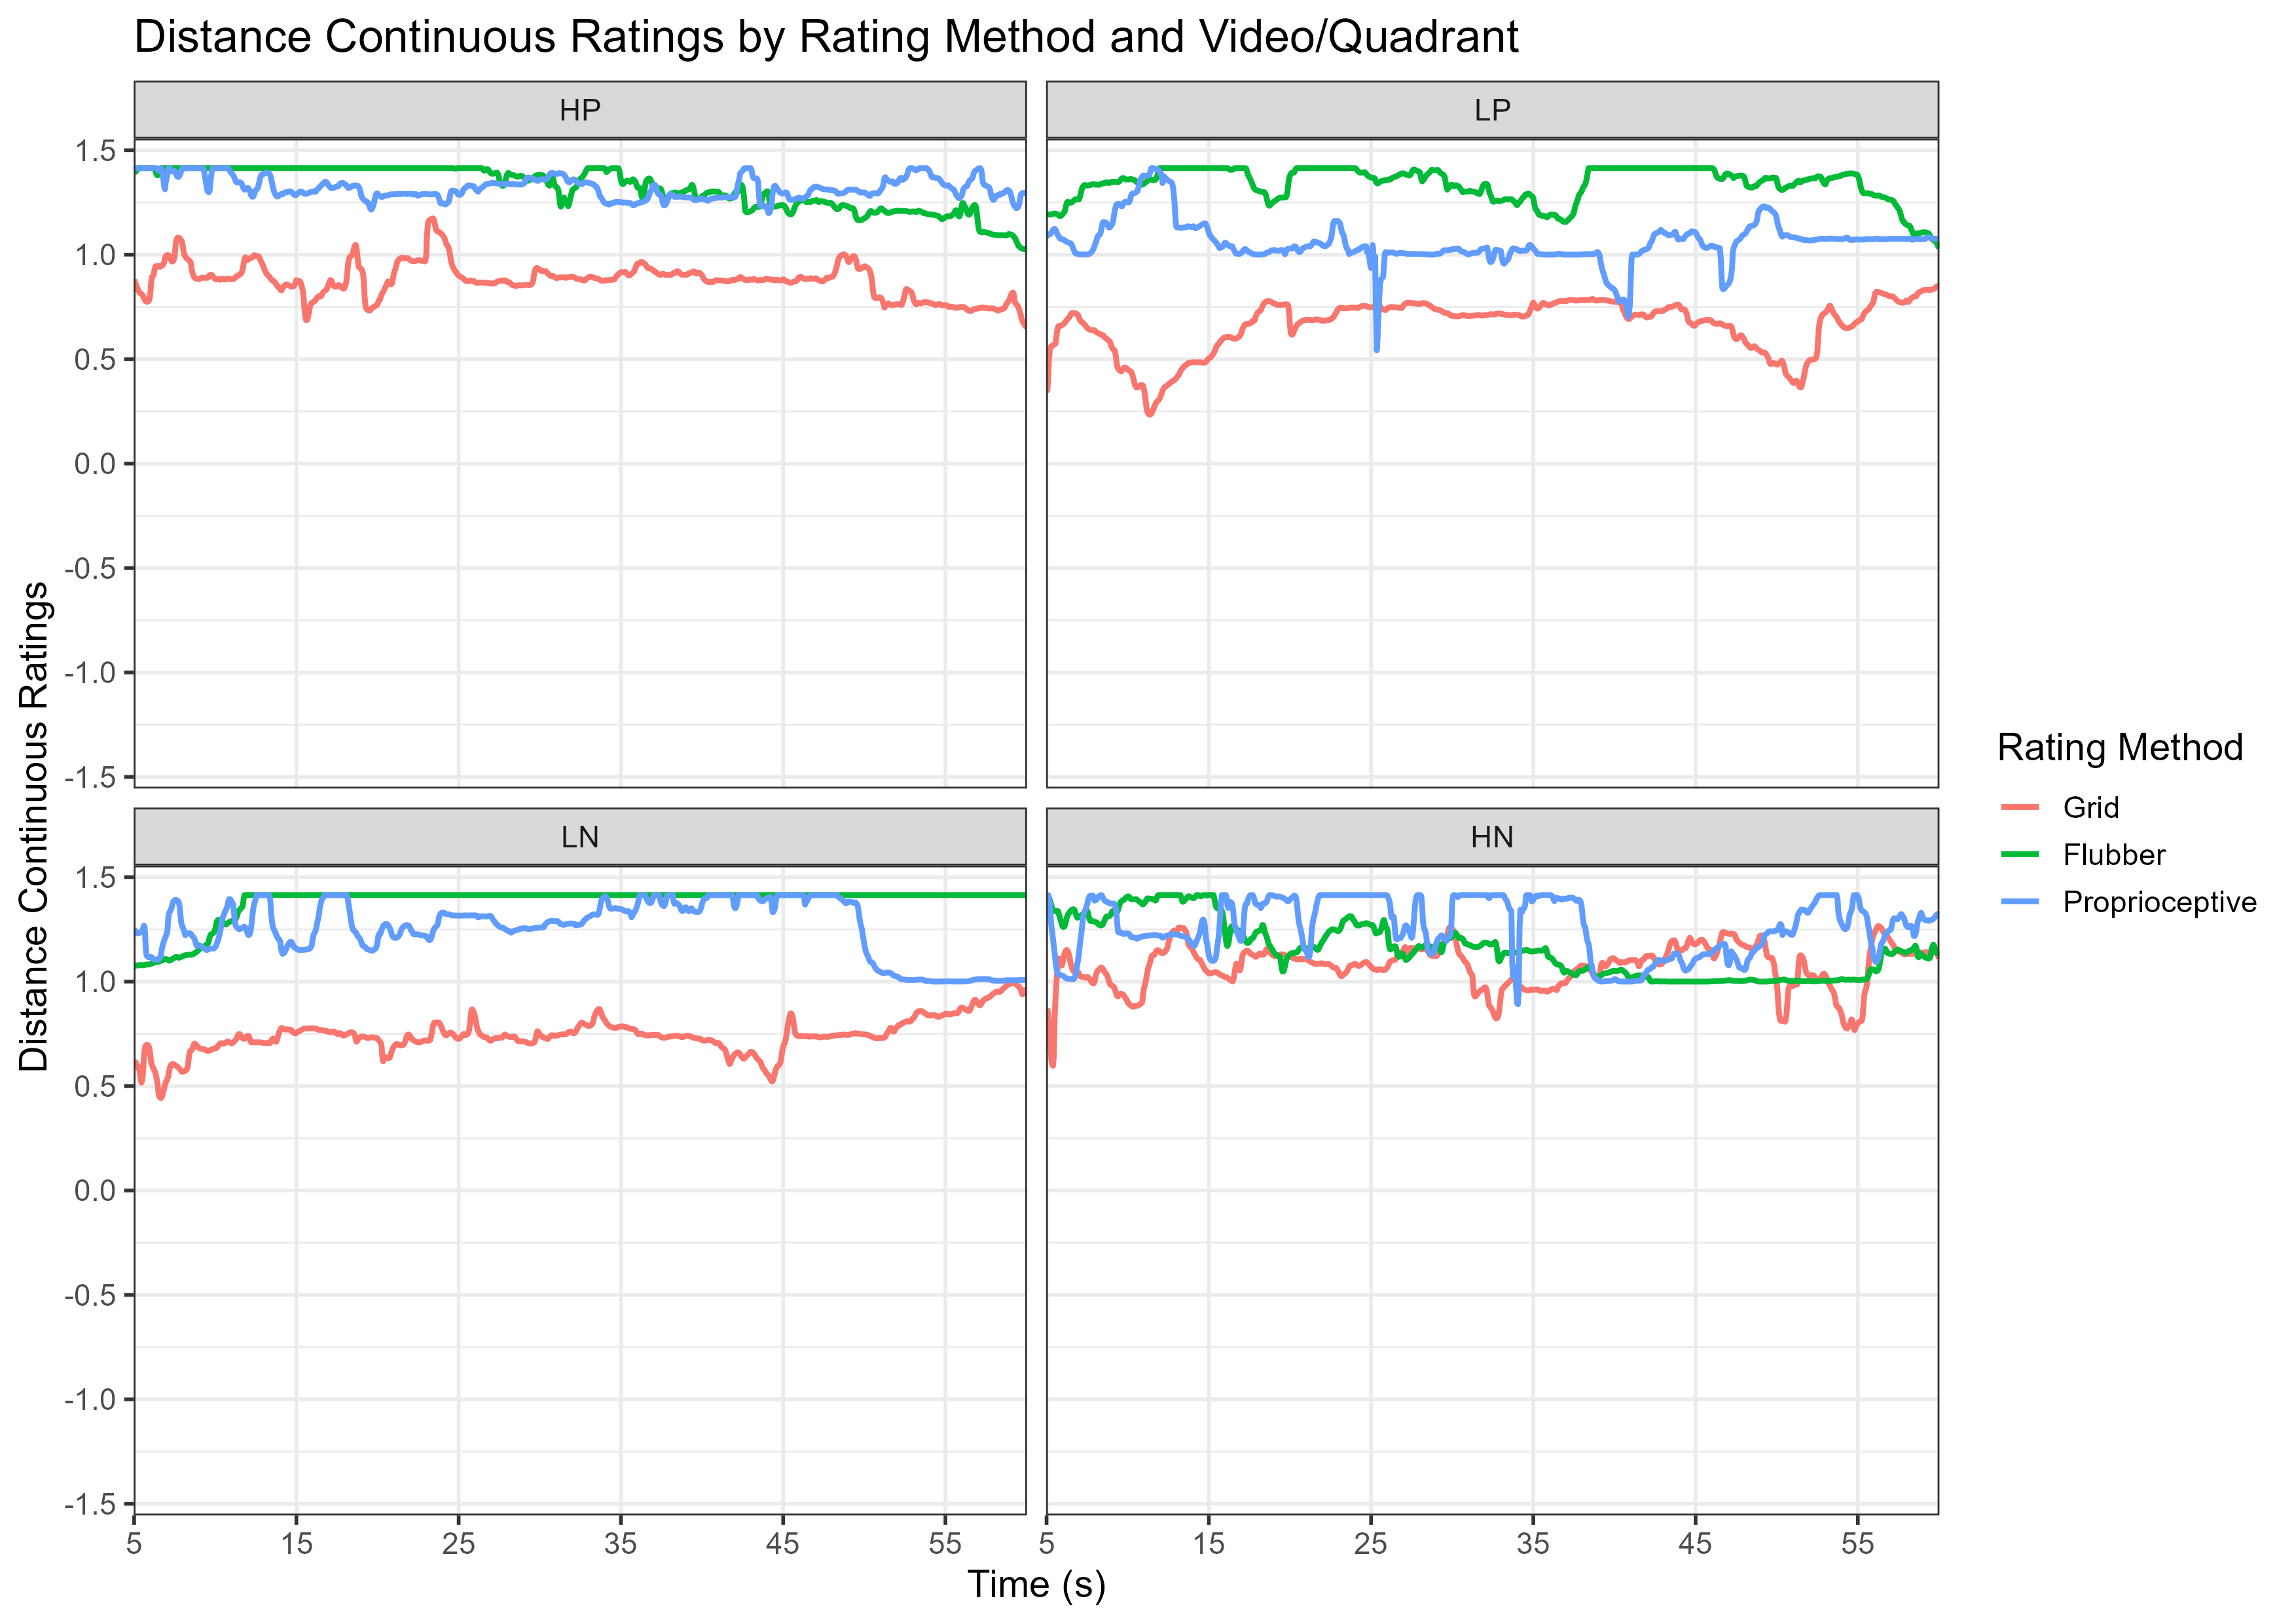 Distance Continuous Ratings by Rating Method and Video/Quadrant
HP
LP
1.5
1.0
0.5
0.0
-0.5
-1.0
-1.5
LN
HN
1.5
1.0
0.5
0.0
-0.5
-1.0
-1.5
5 15 25 35 45 55
5 15 25 35 45 55
Time (s)
Distance Continuous Ratings
Rating Method
Grid
Flubber
Proprioceptive